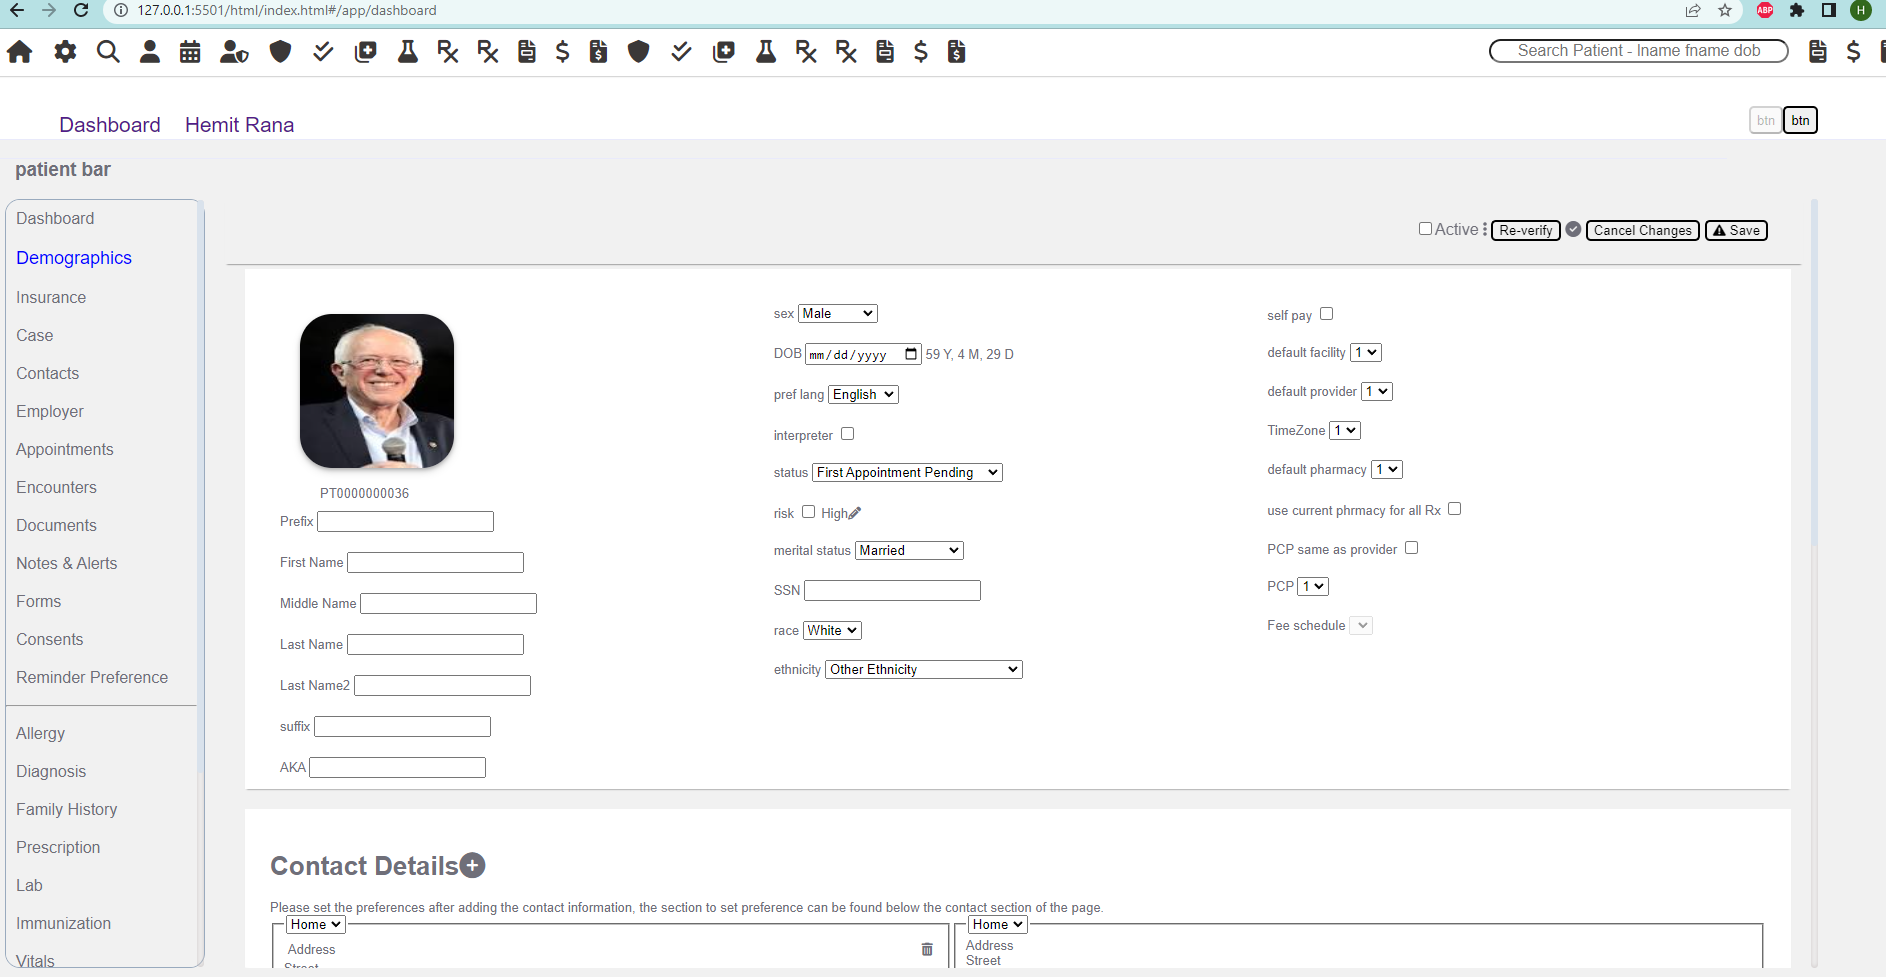 127.0.0.1:5501/html/index.html#/app/dashboard
ABP
H
Search Patient - lname fname dob
Dashboard Hemit Rana
btn btn
patient bar
Dashboard
Demographics
Insurance
Case
Contacts
Employer
Appointments
Encounters
Documents
Notes & Alerts
Forms
Consents
Reminder Preference
Allergy
Diagnosis
Family History
Prescription
Lab
Immunization
Vitals
Active Re-verify Cancel Changes Save
PT0000000036
Prefix
First Name
Middle Name
Last Name
Last Name2
suffix
AKA
sex Male
DOB mm/dd/yyyy 59 Y, 4 M, 29 D
pref lang English
interpreter
status First Appointment Pending
risk High
merital status Married
SSN
race White
ethnicity Other Ethnicity
self pay
default facility 1
default provider 1
TimeZone 1
default pharmacy 1
use current phrmacy for all Rx
PCP same as provider
PCP 1
Fee schedule
Contact Details
Please set the preferences after adding the contact information, the section to set preference can be found below the contact section of the page.
Home
Address
Street
Home
Address
Street